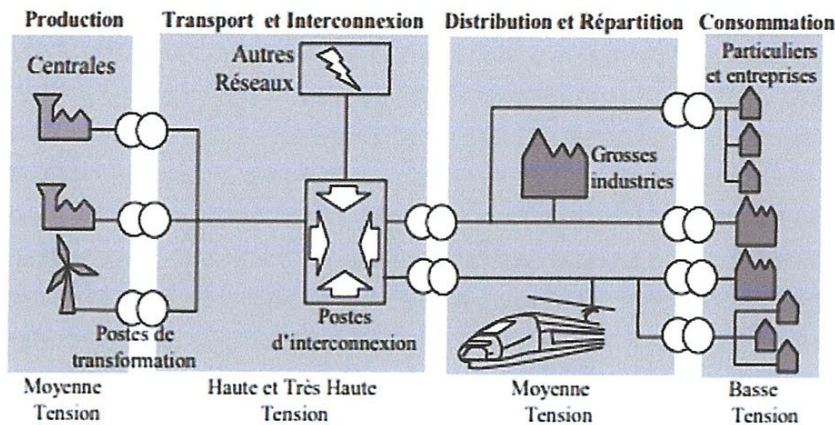 Production
Transport et Interconnexion
Distribution et Répartition
Consommation
Centrales
Autres
Réseaux
Particuliers
et entreprises
Grosses
industries
Postes de
transformation
Postes
d'interconnexion
Moyenne
Tension
Haute et Très Haute
Tension
Moyenne
Tension
Basse
Tension